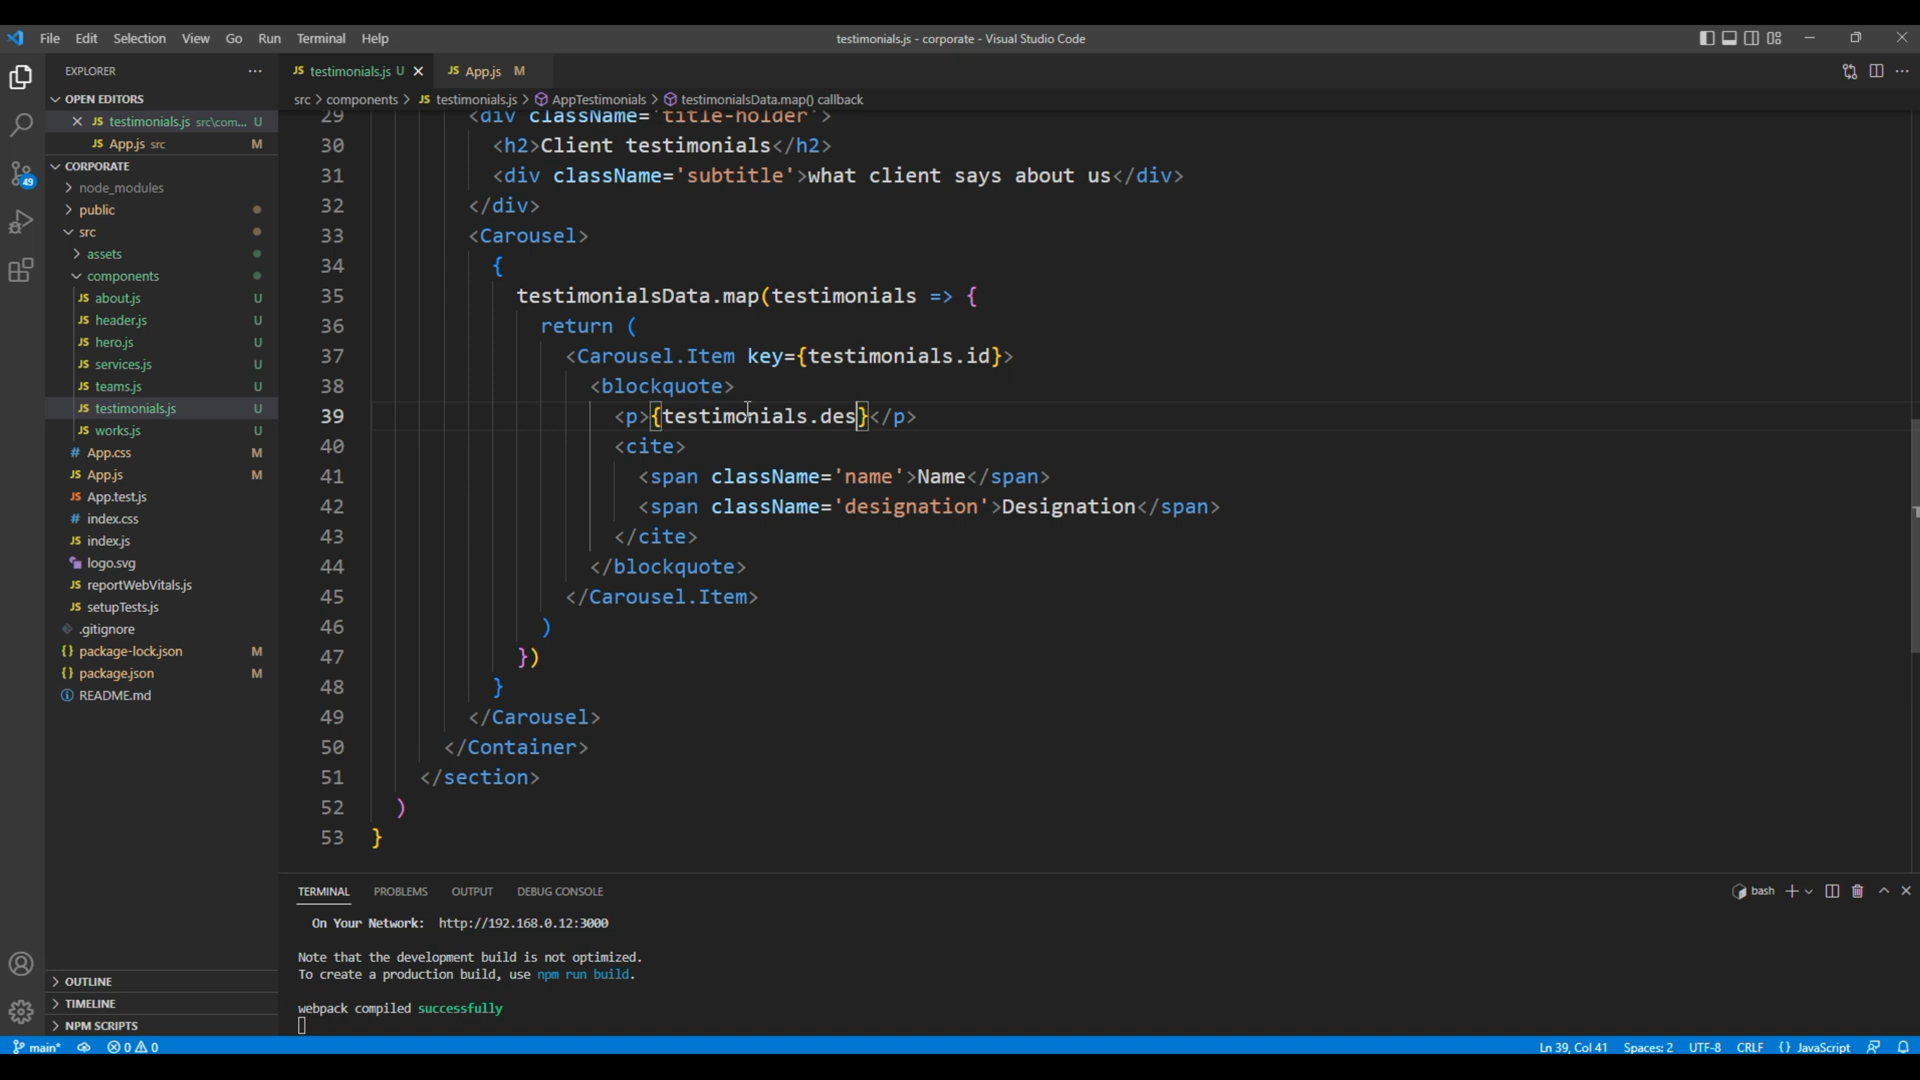 File Edit Selection View Go Run Terminal Help
testimonials.js - corporate - Visual Studio Code
EXPLORER
OPEN EDITORS
testimonials.js src\com... U
App.js src M
CORPORATE
node_modules
public
src
assets
components
about.js U
header.js U
hero.js U
services.js U
teams.js U
testimonials.js U
works.js U
App.css M
App.js M
App.test.js
index.css
index.js
logo.svg
reportWebVitals.js
setupTests.js
.gitignore
package-lock.json M
package.json M
README.md
OUTLINE
TIMELINE
NPM SCRIPTS
49
testimonials.js U
App.js M
src > components > JS testimonials.js > AppTestimonials > testimonialsData.map() callback
29 <div className='title-holder'>
30 <h2>Client testimonials</h2>
31 <div className='subtitle'>what client says about us</div>
32 </div>
33 <Carousel>
34 {
35 testimonialsData.map(testimonials => {
36 return (
37 <Carousel.Item key={testimonials.id}>
38 <blockquote>
39 <p>{testimonials.des}</p>
40 <cite>
41 <span className='name'>Name</span>
42 <span className='designation'>Designation</span>
43 </cite>
44 </blockquote>
45 </Carousel.Item>
46 )
47 })
48 }
49 </Carousel>
50 </Container>
51 </section>
52 )
53 }
TERMINAL PROBLEMS OUTPUT DEBUG CONSOLE
bash
On Your Network: http://192.168.0.12:3000
Note that the development build is not optimized.
To create a production build, use npm run build.
webpack compiled successfully
main* 0 0
Ln 39, Col 41 Spaces: 2 UTF-8 CRLF {} JavaScript